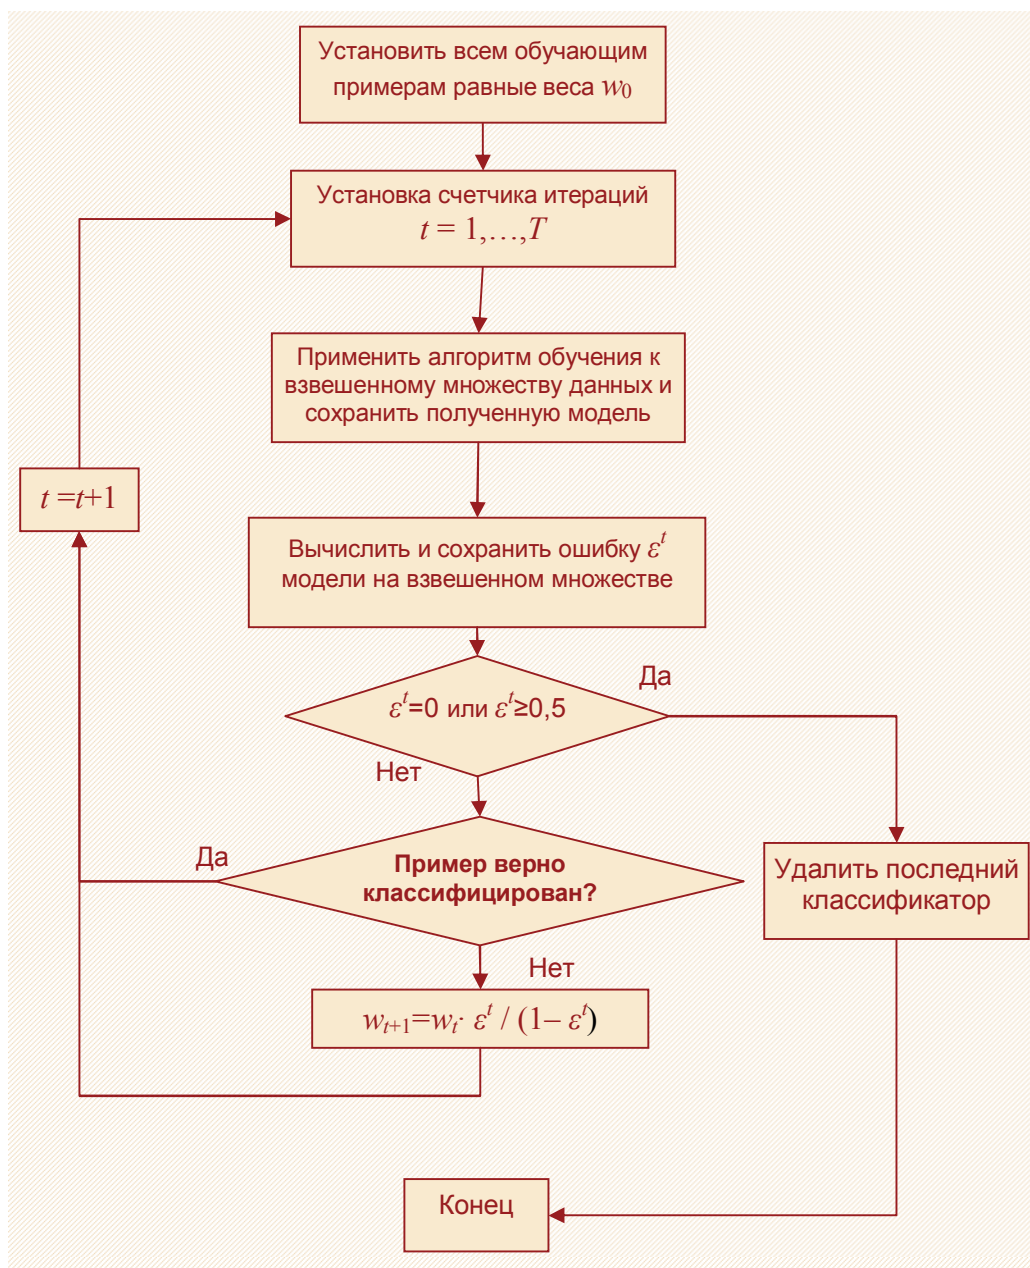 Установить всем обучающим
примерам равные веса w₀
Установка счетчика итераций
t = 1,…,T
Применить алгоритм обучения к
взвешенному множеству данных и
сохранить полученную модель
t =t+1
Вычислить и сохранить ошибку εᵗ
модели на взвешенном множестве
Да
εᵗ=0 или εᵗ≥0,5
Нет
Да
Пример верно
классифицирован?
Удалить последний
классификатор
Нет
wₜ₊₁=wₜ· εᵗ / (1– εᵗ)
Конец